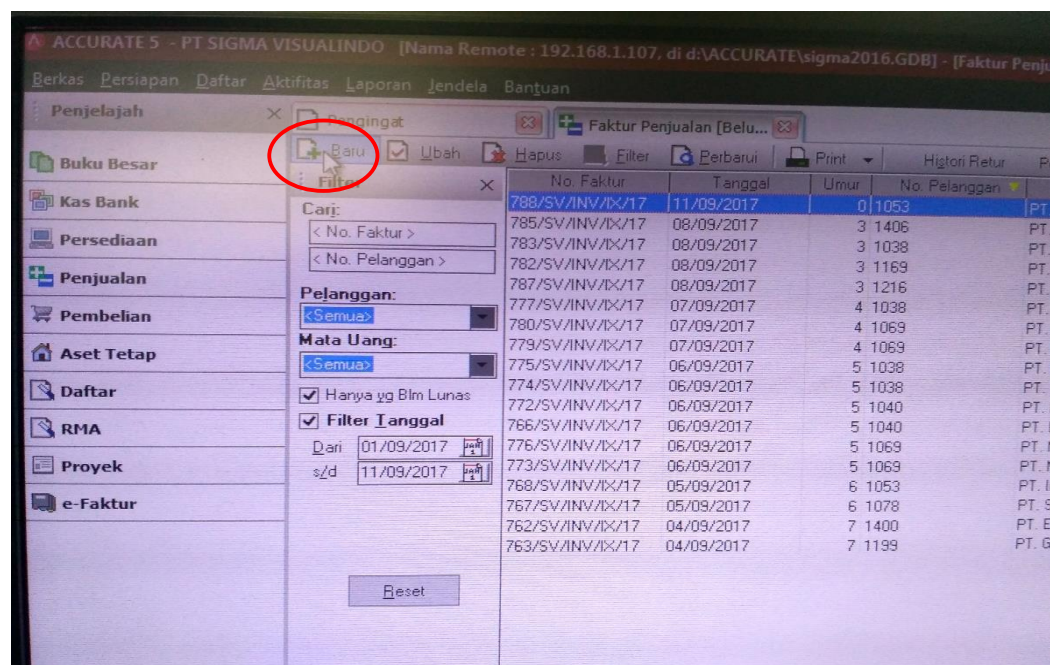 ACCURATE 5 - PT SIGMA VISUALINDO [Nama Remote : 192.168.1.107, di d:\ACCURATE\sigma2016.GDB] - [Faktur Penju
Berkas Persiapan Daftar Aktifitas Laporan Jendela Bantuan
Penjelajah
Buku Besar
Kas Bank
Persediaan
Penjualan
Pembelian
Aset Tetap
Daftar
RMA
Proyek
e-Faktur
Pengingat Faktur Penjualan [Belu...
Baru Ubah Hapus Filter Perbarui Print Histori Retur P
Filter
Cari:
< No. Faktur >
< No. Pelanggan >
Pelanggan:
<Semua>
Mata Uang:
<Semua>
Hanya yg Blm Lunas
Filter Tanggal
Dari 01/09/2017
s/d 11/09/2017
Reset
No. Faktur Tanggal Umur No. Pelanggan
788/SV/INV/IX/17 11/09/2017 0 1053 PT
785/SV/INV/IX/17 08/09/2017 3 1406 PT.
783/SV/INV/IX/17 08/09/2017 3 1038 PT.
782/SV/INV/IX/17 08/09/2017 3 1169 PT.
787/SV/INV/IX/17 08/09/2017 3 1216 PT.
777/SV/INV/IX/17 07/09/2017 4 1038 PT.
780/SV/INV/IX/17 07/09/2017 4 1069 PT.
779/SV/INV/IX/17 07/09/2017 4 1069 PT.
775/SV/INV/IX/17 06/09/2017 5 1038 PT.
774/SV/INV/IX/17 06/09/2017 5 1038 PT.
772/SV/INV/IX/17 06/09/2017 5 1040 PT.
766/SV/INV/IX/17 06/09/2017 5 1040 PT.
776/SV/INV/IX/17 06/09/2017 5 1069 PT.
773/SV/INV/IX/17 06/09/2017 5 1069 PT.
768/SV/INV/IX/17 05/09/2017 6 1053 PT. I
767/SV/INV/IX/17 05/09/2017 6 1078 PT. S
762/SV/INV/IX/17 04/09/2017 7 1400 PT. E
763/SV/INV/IX/17 04/09/2017 7 1199 PT. G